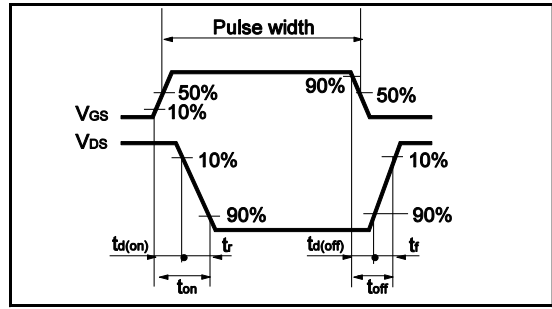 Pulse width
90%
50%
50%
10%
VGS
VDS
10%
10%
90%
90%
td(on)
tr
td(off)
tf
ton
toff